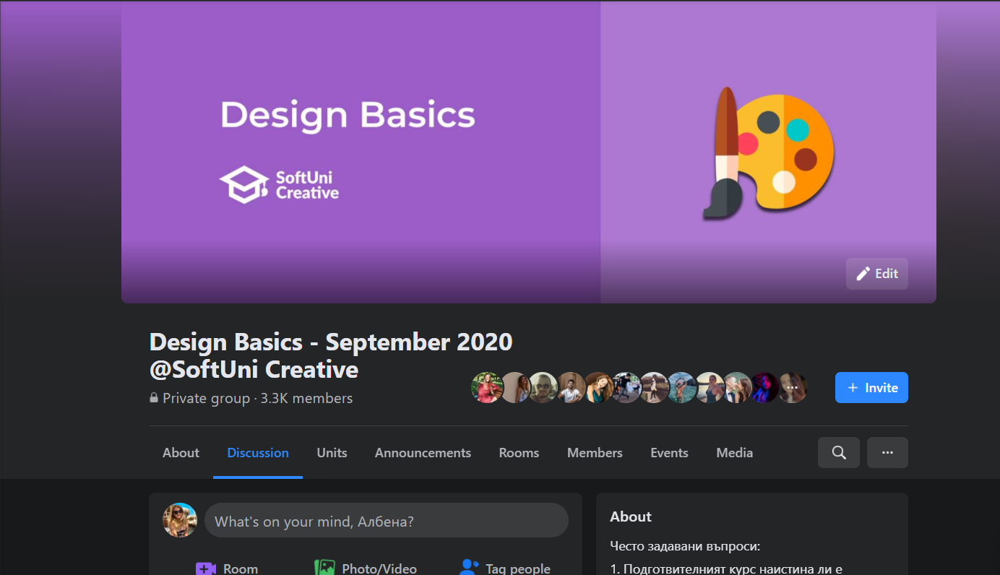 Design Basics
SoftUni
Creative
Edit
Design Basics - September 2020
@SoftUni Creative
Private group · 3.3K members
+ Invite
About Discussion Units Announcements Rooms Members Events Media
What's on your mind, Албена?
Room Photo/Video Tag people
About
Често задавани въпроси:
1. Подготвителният курс наистина ли е